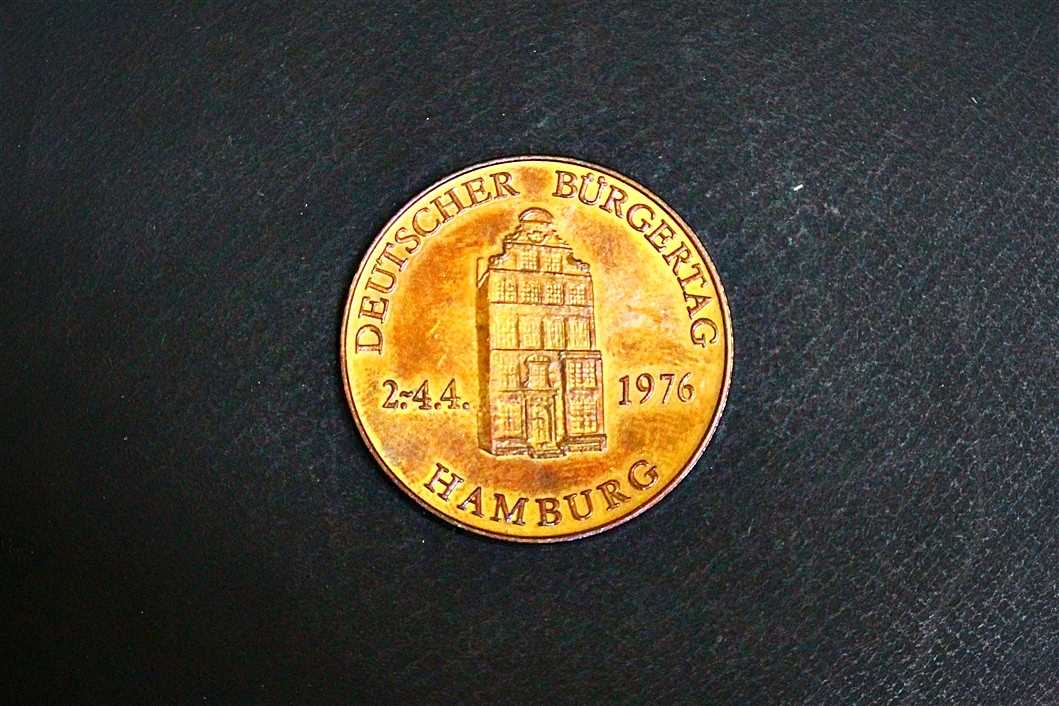 DEUTSCHER BÜRGERTAG
2.-4.4. 1976
HAMBURG